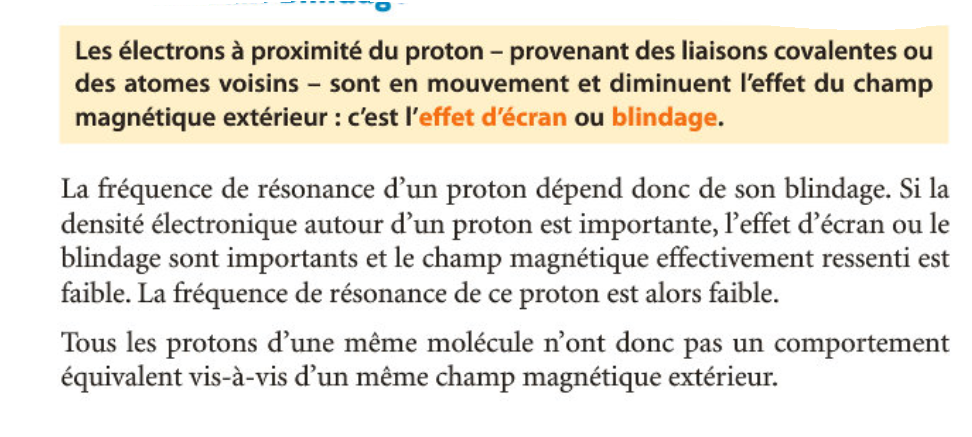 Les électrons à proximité du proton – provenant des liaisons covalentes ou
des atomes voisins – sont en mouvement et diminuent l'effet du champ
magnétique extérieur : c'est l'effet d'écran ou blindage.
La fréquence de résonance d'un proton dépend donc de son blindage. Si la
densité électronique autour d'un proton est importante, l'effet d'écran ou le
blindage sont importants et le champ magnétique effectivement ressenti est
faible. La fréquence de résonance de ce proton est alors faible.
Tous les protons d'une même molécule n'ont donc pas un comportement
équivalent vis-à-vis d'un même champ magnétique extérieur.